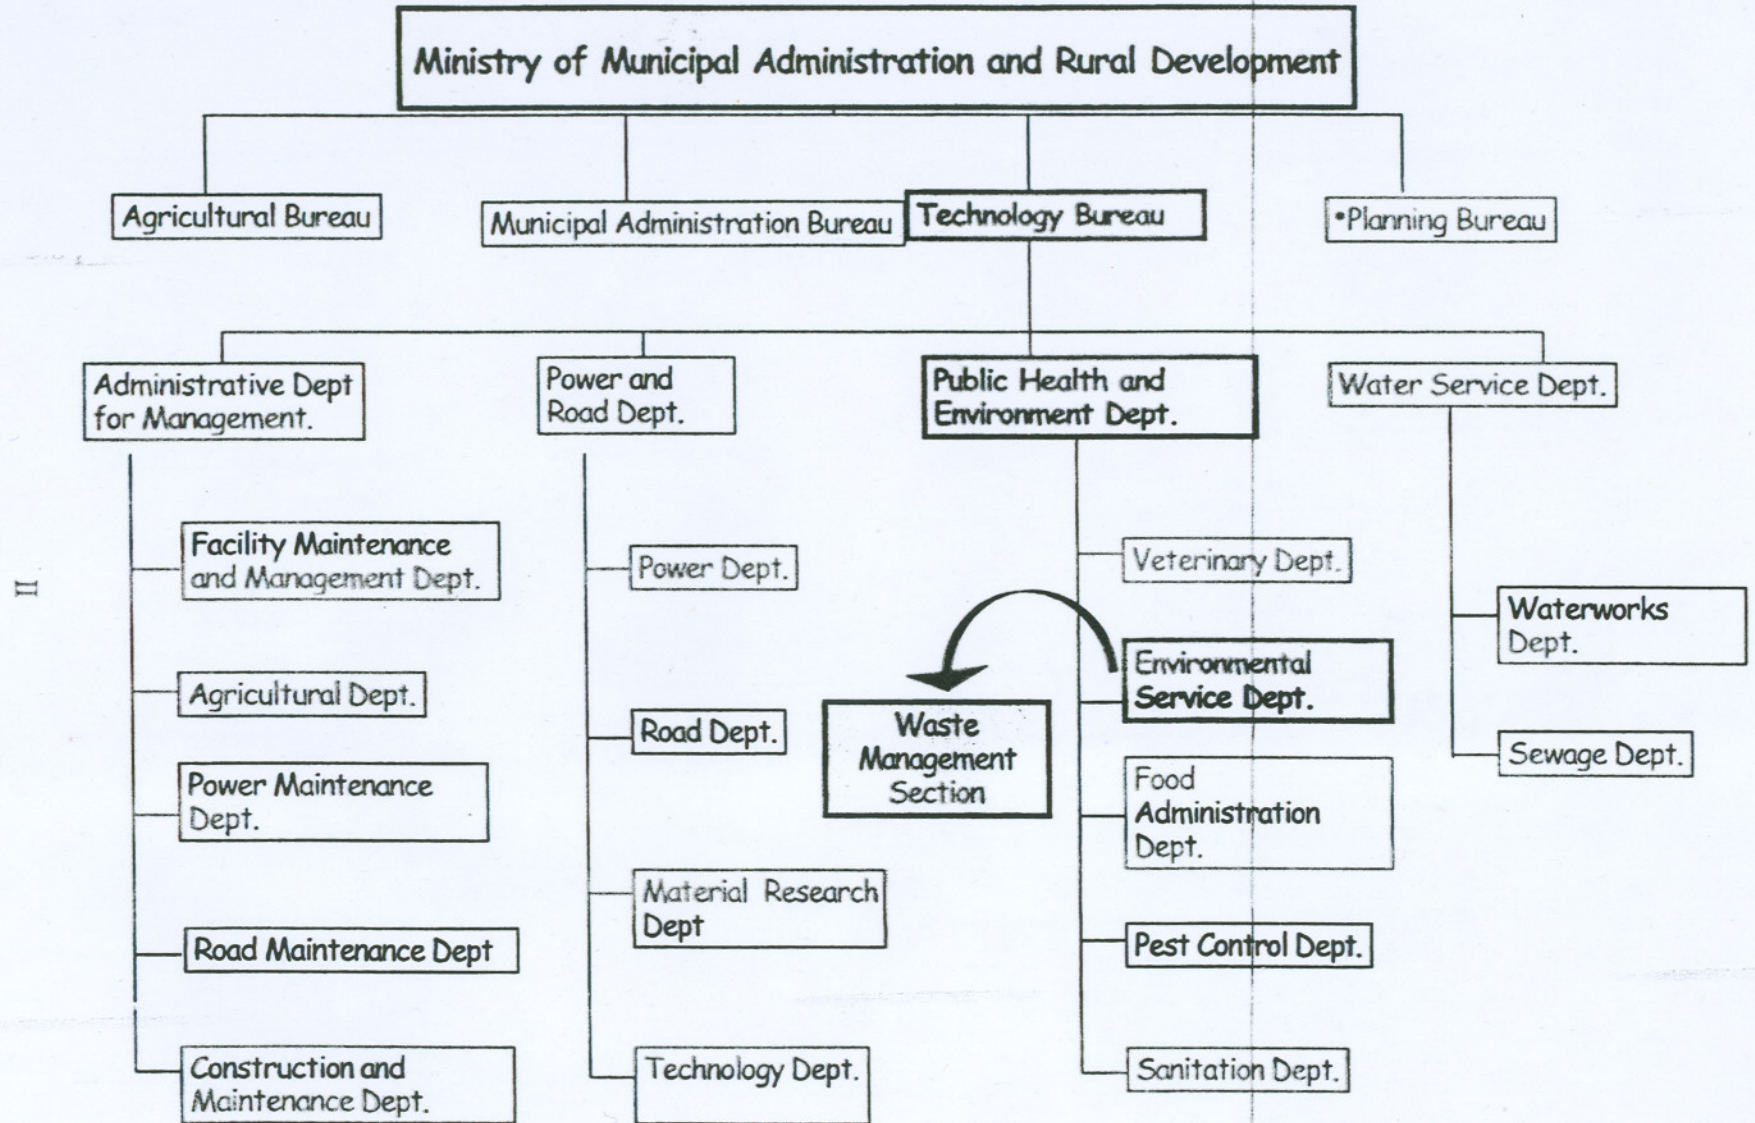 Ministry of Municipal Administration and Rural Development
Agricultural Bureau
Municipal Administration Bureau
Technology Bureau
•Planning Bureau
Administrative Dept
for Management.
Power and
Road Dept.
Public Health and
Environment Dept.
Water Service Dept.
Facility Maintenance
and Management Dept.
Agricultural Dept.
Power Maintenance
Dept.
Road Maintenance Dept
Construction and
Maintenance Dept.
Power Dept.
Road Dept.
Material Research
Dept
Technology Dept.
Veterinary Dept.
Environmental
Service Dept.
Waste
Management
Section
Food
Administration
Dept.
Pest Control Dept.
Sanitation Dept.
Waterworks
Dept.
Sewage Dept.
II